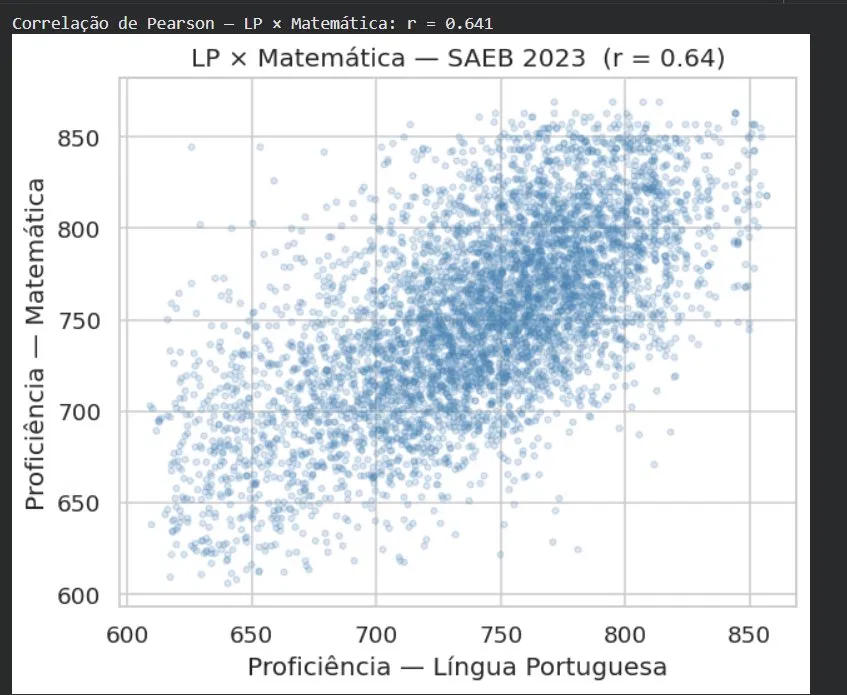 Correlação de Pearson — LP x Matemática: r = 0.641
LP × Matemática — SAEB 2023 (r = 0.64)
850
800
750
700
650
600
Proficiência — Matemática
600 650 700 750 800 850
Proficiência — Língua Portuguesa